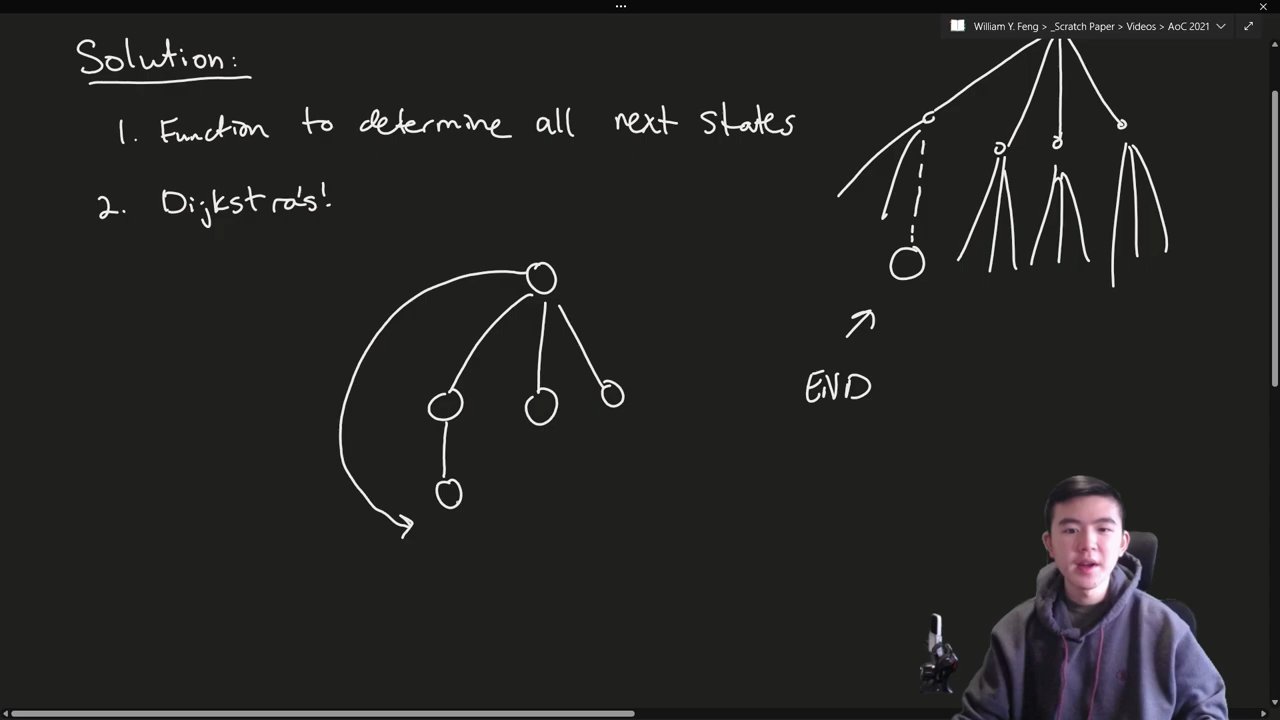 William Y. Feng > _Scratch Paper > Videos > AoC 2021
Solution:
1. Function to determine all next states
2. Dijkstra's!
END